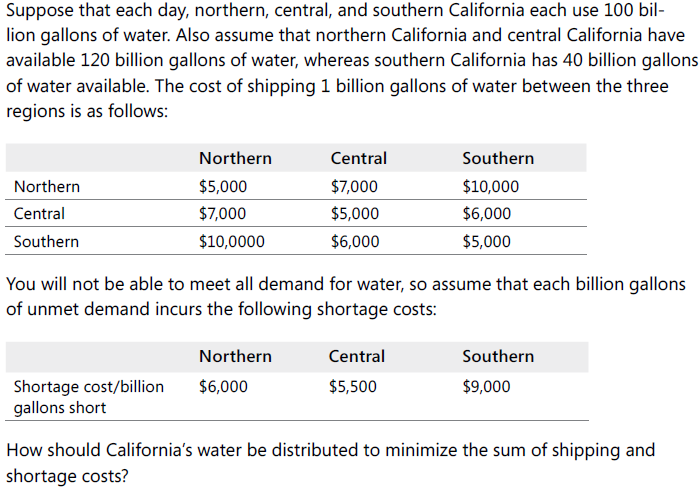 Suppose that each day, northern, central, and southern California each use 100 bil-
lion gallons of water. Also assume that northern California and central California have
available 120 billion gallons of water, whereas southern California has 40 billion gallons
of water available. The cost of shipping 1 billion gallons of water between the three
regions is as follows:
Northern Central Southern
Northern $5,000 $7,000 $10,000
Central $7,000 $5,000 $6,000
Southern $10,0000 $6,000 $5,000
You will not be able to meet all demand for water, so assume that each billion gallons
of unmet demand incurs the following shortage costs:
Northern Central Southern
Shortage cost/billion $6,000 $5,500 $9,000
gallons short
How should California's water be distributed to minimize the sum of shipping and
shortage costs?